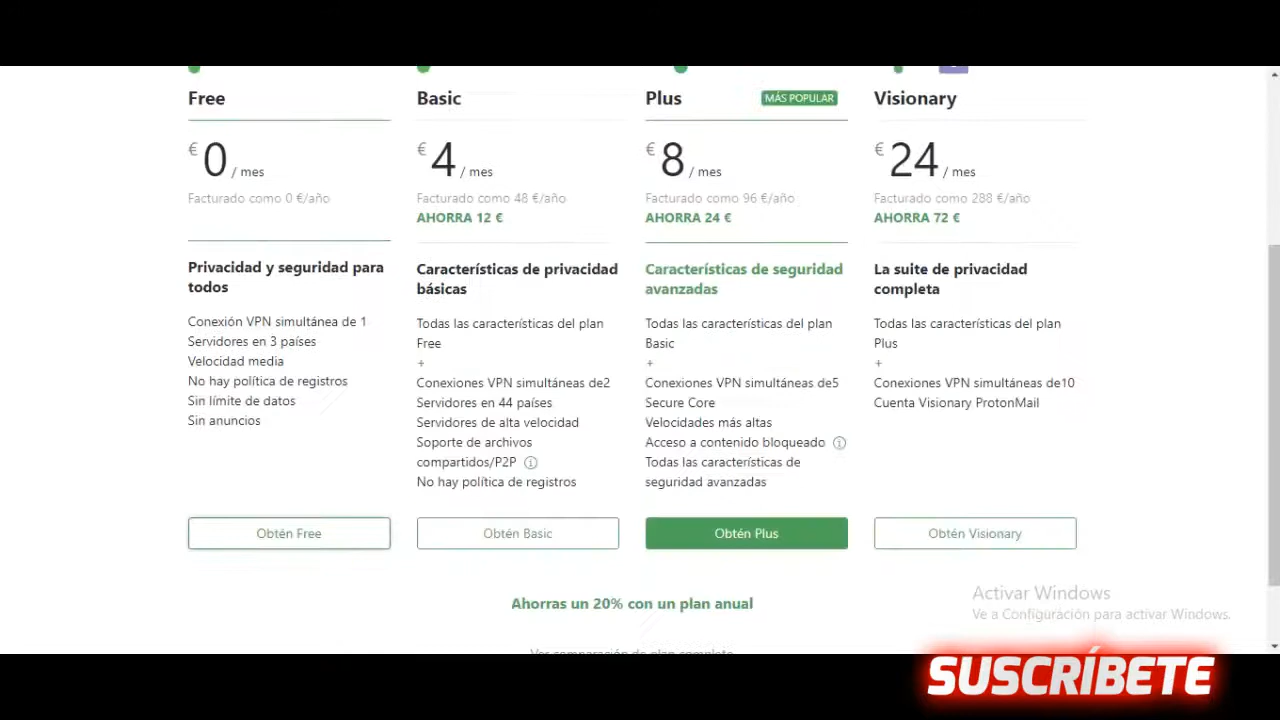 Free
€ 0 / mes
Facturado como 0 €/año
Privacidad y seguridad para
todos
Conexión VPN simultánea de 1
Servidores en 3 países
Velocidad media
No hay política de registros
Sin límite de datos
Sin anuncios
Obtén Free
Basic
€ 4 / mes
Facturado como 48 €/año
AHORRA 12 €
Características de privacidad
básicas
Todas las características del plan
Free
+
Conexiones VPN simultáneas de2
Servidores en 44 países
Servidores de alta velocidad
Soporte de archivos
compartidos/P2P
No hay política de registros
Obtén Basic
Plus MÁS POPULAR
€ 8 / mes
Facturado como 96 €/año
AHORRA 24 €
Características de seguridad
avanzadas
Todas las características del plan
Basic
+
Conexiones VPN simultáneas de5
Secure Core
Velocidades más altas
Acceso a contenido bloqueado
Todas las características de
seguridad avanzadas
Obtén Plus
Visionary
€ 24 / mes
Facturado como 288 €/año
AHORRA 72 €
La suite de privacidad
completa
Todas las características del plan
Plus
+
Conexiones VPN simultáneas de10
Cuenta Visionary ProtonMail
Obtén Visionary
Ahorras un 20% con un plan anual
Ver comparación de plan completo
Activar Windows
Ve a Configuración para activar Windows.
SUSCRÍBETE